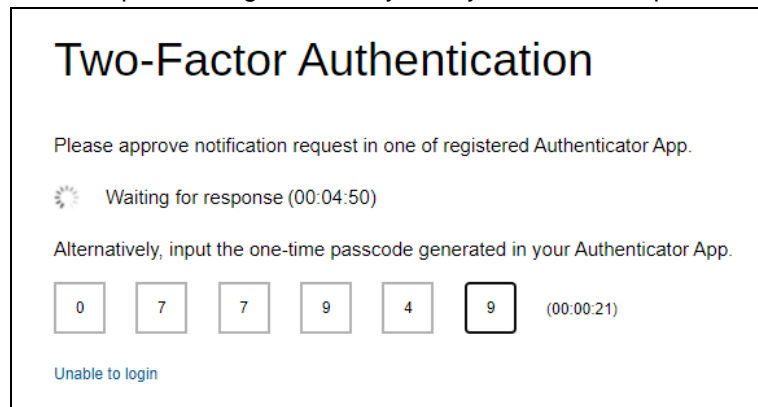 Two-Factor Authentication
Please approve notification request in one of registered Authenticator App.
Waiting for response (00:04:50)
Alternatively, input the one-time passcode generated in your Authenticator App.
0 7 7 9 4 9 (00:00:21)
Unable to login